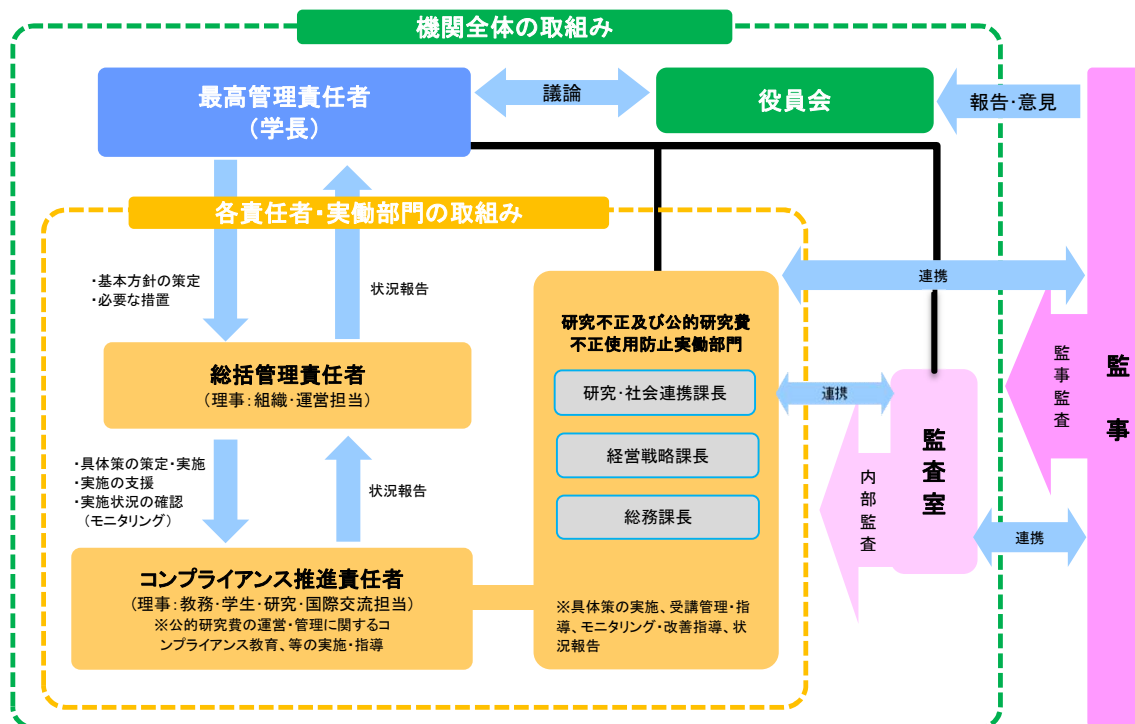 機関全体の取組み
最高管理責任者
(学長)
議論
役員会
報告・意見
各責任者・実働部門の取組み
・基本方針の策定
・必要な措置
状況報告
連携
研究不正及び公的研究費
不正使用防止実働部門
総括管理責任者
(理事:組織・運営担当)
研究・社会連携課長
連携
経営戦略課長
総務課長
監事監査
監事
監査室
内部監査
・具体策の策定・実施
・実施の支援
・実施状況の確認
(モニタリング)
状況報告
連携
コンプライアンス推進責任者
(理事:教務・学生・研究・国際交流担当)
※公的研究費の運営・管理に関するコ
ンプライアンス教育、等の実施・指導
※具体策の実施、受講管理・指
導、モニタリング・改善指導、状
況報告